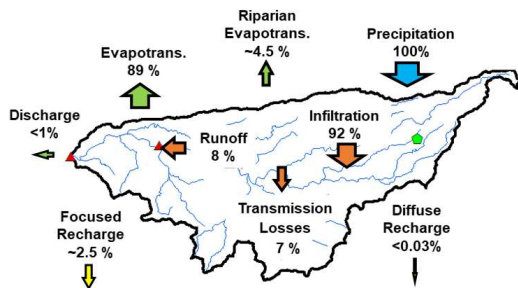 Riparian
Evapotrans.
~4.5 %
Evapotrans.
89 %
Precipitation
100%
Discharge
<1%
Runoff
8 %
Infiltration
92 %
Transmission
Losses
7 %
Focused
Recharge
~2.5 %
Diffuse
Recharge
<0.03%